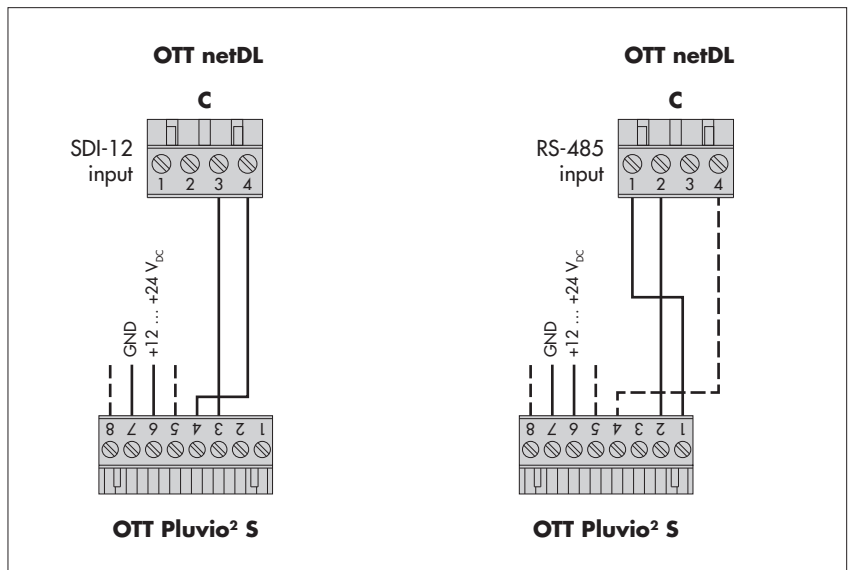 OTT netDL
C
SDI-12
input
1 2 3 4
GND
+12 ... +24 VDC
8 7 6 5 4 3 2 1
OTT Pluvio² S
OTT netDL
C
RS-485
input
1 2 3 4
GND
+12 ... +24 VDC
8 7 6 5 4 3 2 1
OTT Pluvio² S